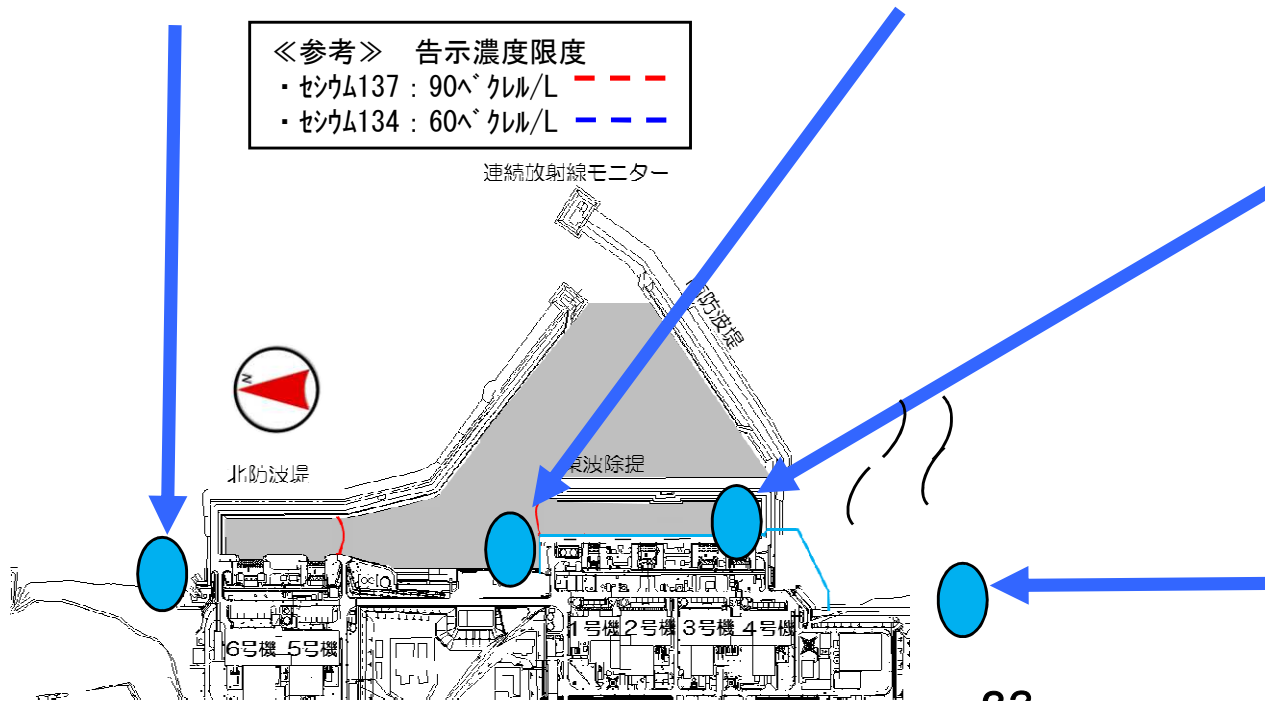 ≪参考≫ 告示濃度限度
・ｾｼｳﾑ137：90ﾍﾞｸﾚﾙ/L
・ｾｼｳﾑ134：60ﾍﾞｸﾚﾙ/L
連続放射線モニター
防波堤
N
北防波堤
東波除堤
1号機 2号機 3号機 4号機
6号機 5号機